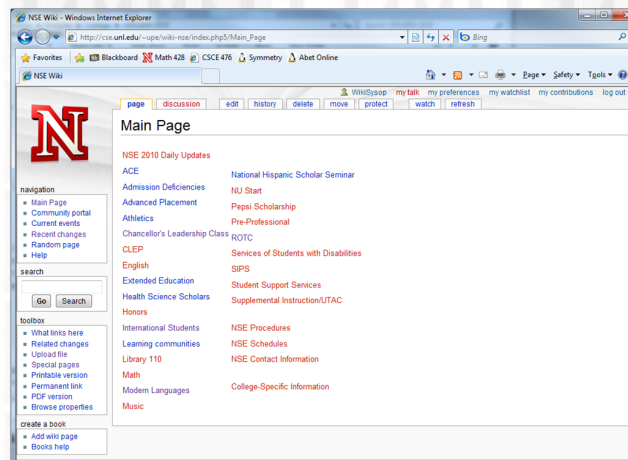 NSE Wiki - Windows Internet Explorer
http://cse.unl.edu/~upe/wiki-nse/index.php5/Main_Page
Bing
Favorites Blackboard Math 428 CSCE 476 Symmetry Abet Online
NSE Wiki
Page Safety Tools
WikiSysop my talk my preferences my watchlist my contributions log out
page discussion edit history delete move protect watch refresh
N
Main Page
NSE 2010 Daily Updates
ACE
Admission Deficiencies
Advanced Placement
Athletics
Chancellor's Leadership Class
CLEP
English
Extended Education
Health Science Scholars
Honors
International Students
Learning communities
Library 110
Math
Modern Languages
Music
National Hispanic Scholar Seminar
NU Start
Pepsi Scholarship
Pre-Professional
ROTC
Services of Students with Disabilities
SIPS
Student Support Services
Supplemental Instruction/UTAC
NSE Procedures
NSE Schedules
NSE Contact Information
College-Specific Information
navigation
Main Page
Community portal
Current events
Recent changes
Random page
Help
search
Go Search
toolbox
What links here
Related changes
Upload file
Special pages
Printable version
Permanent link
PDF version
Browse properties
create a book
Add wiki page
Books help